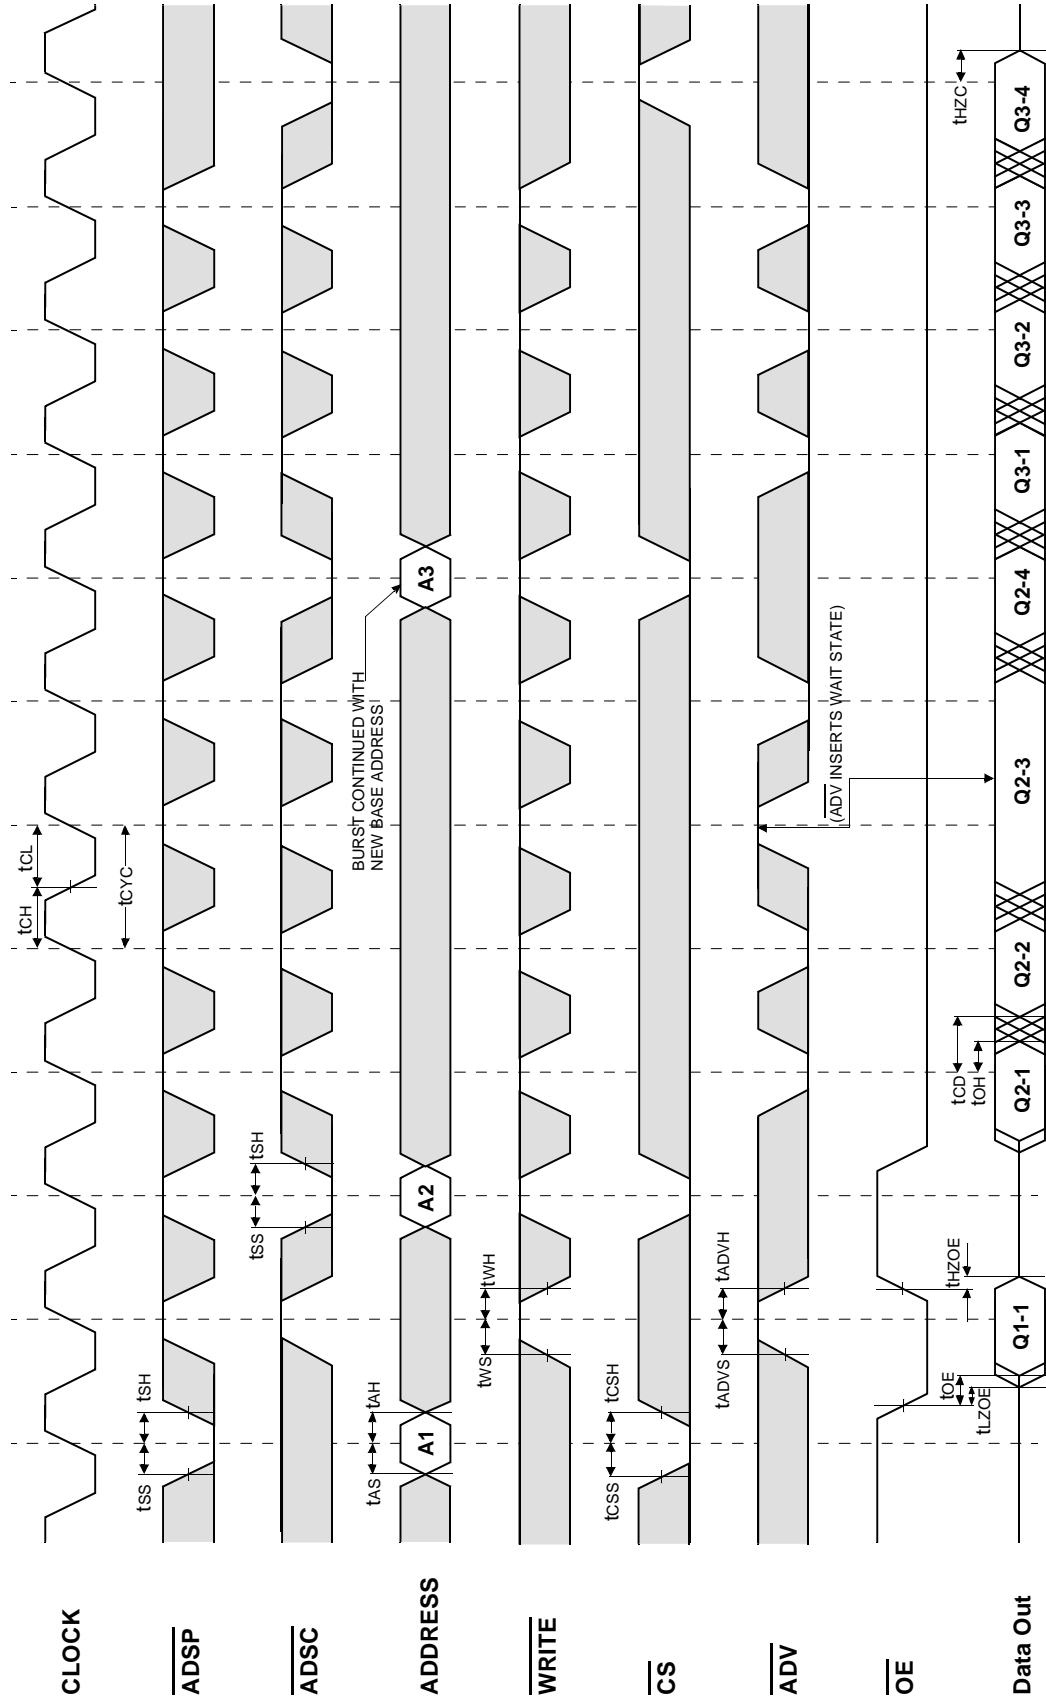 tCH tCL
CLOCK
tCYC
tSS tSH
ADSP
tSS tSH
ADSC
BURST CONTINUED WITH
NEW BASE ADDRESS
tAS tAH
ADDRESS A1 A2 A3
tWS tWH
WRITE
tCSS tCSH
CS
tADVS tADVH
ADV
(ADV INSERTS WAIT STATE)
OE
tOE tHZOE tCD tHZC
tLZOE tOH
Data Out Q1-1 Q2-1 Q2-2 Q2-3 Q2-4 Q3-1 Q3-2 Q3-3 Q3-4